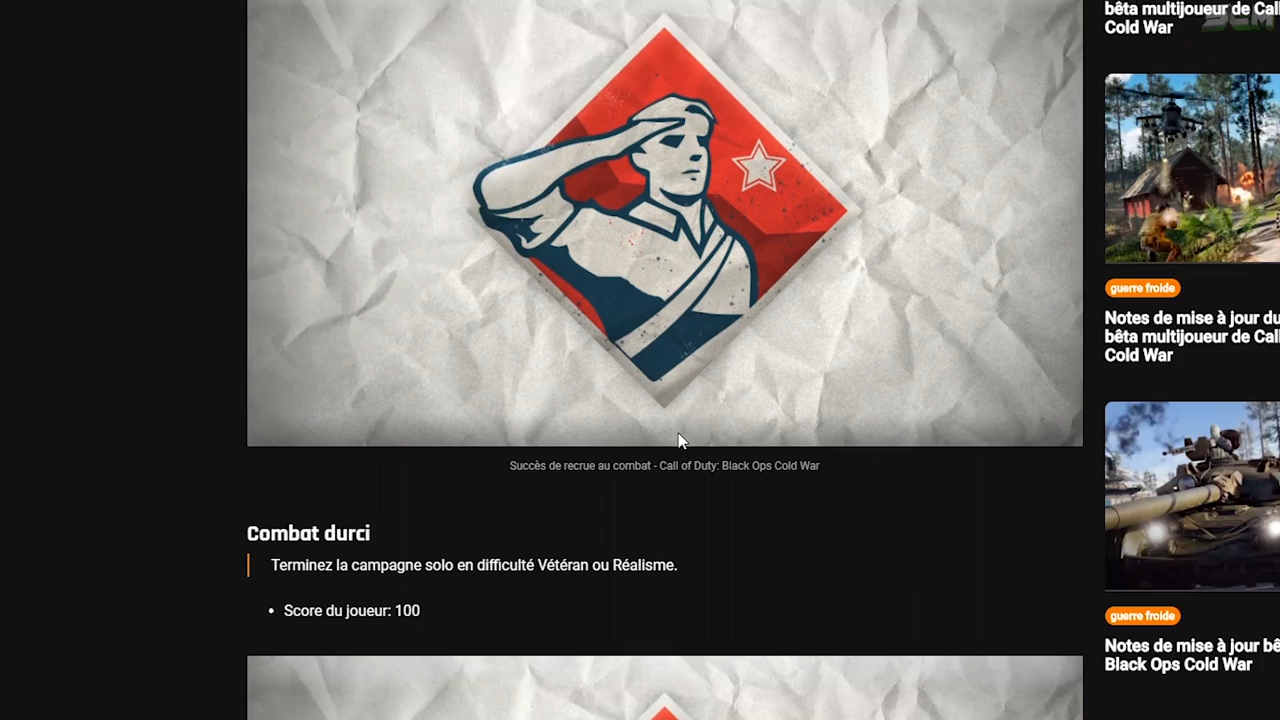 Succès de recrue au combat - Call of Duty: Black Ops Cold War
Combat durci
Terminez la campagne solo en difficulté Vétéran ou Réalisme.
• Score du joueur: 100
bêta multijoueur de Call
Cold War
guerre froide
Notes de mise à jour du
bêta multijoueur de Call
Cold War
guerre froide
Notes de mise à jour bê
Black Ops Cold War